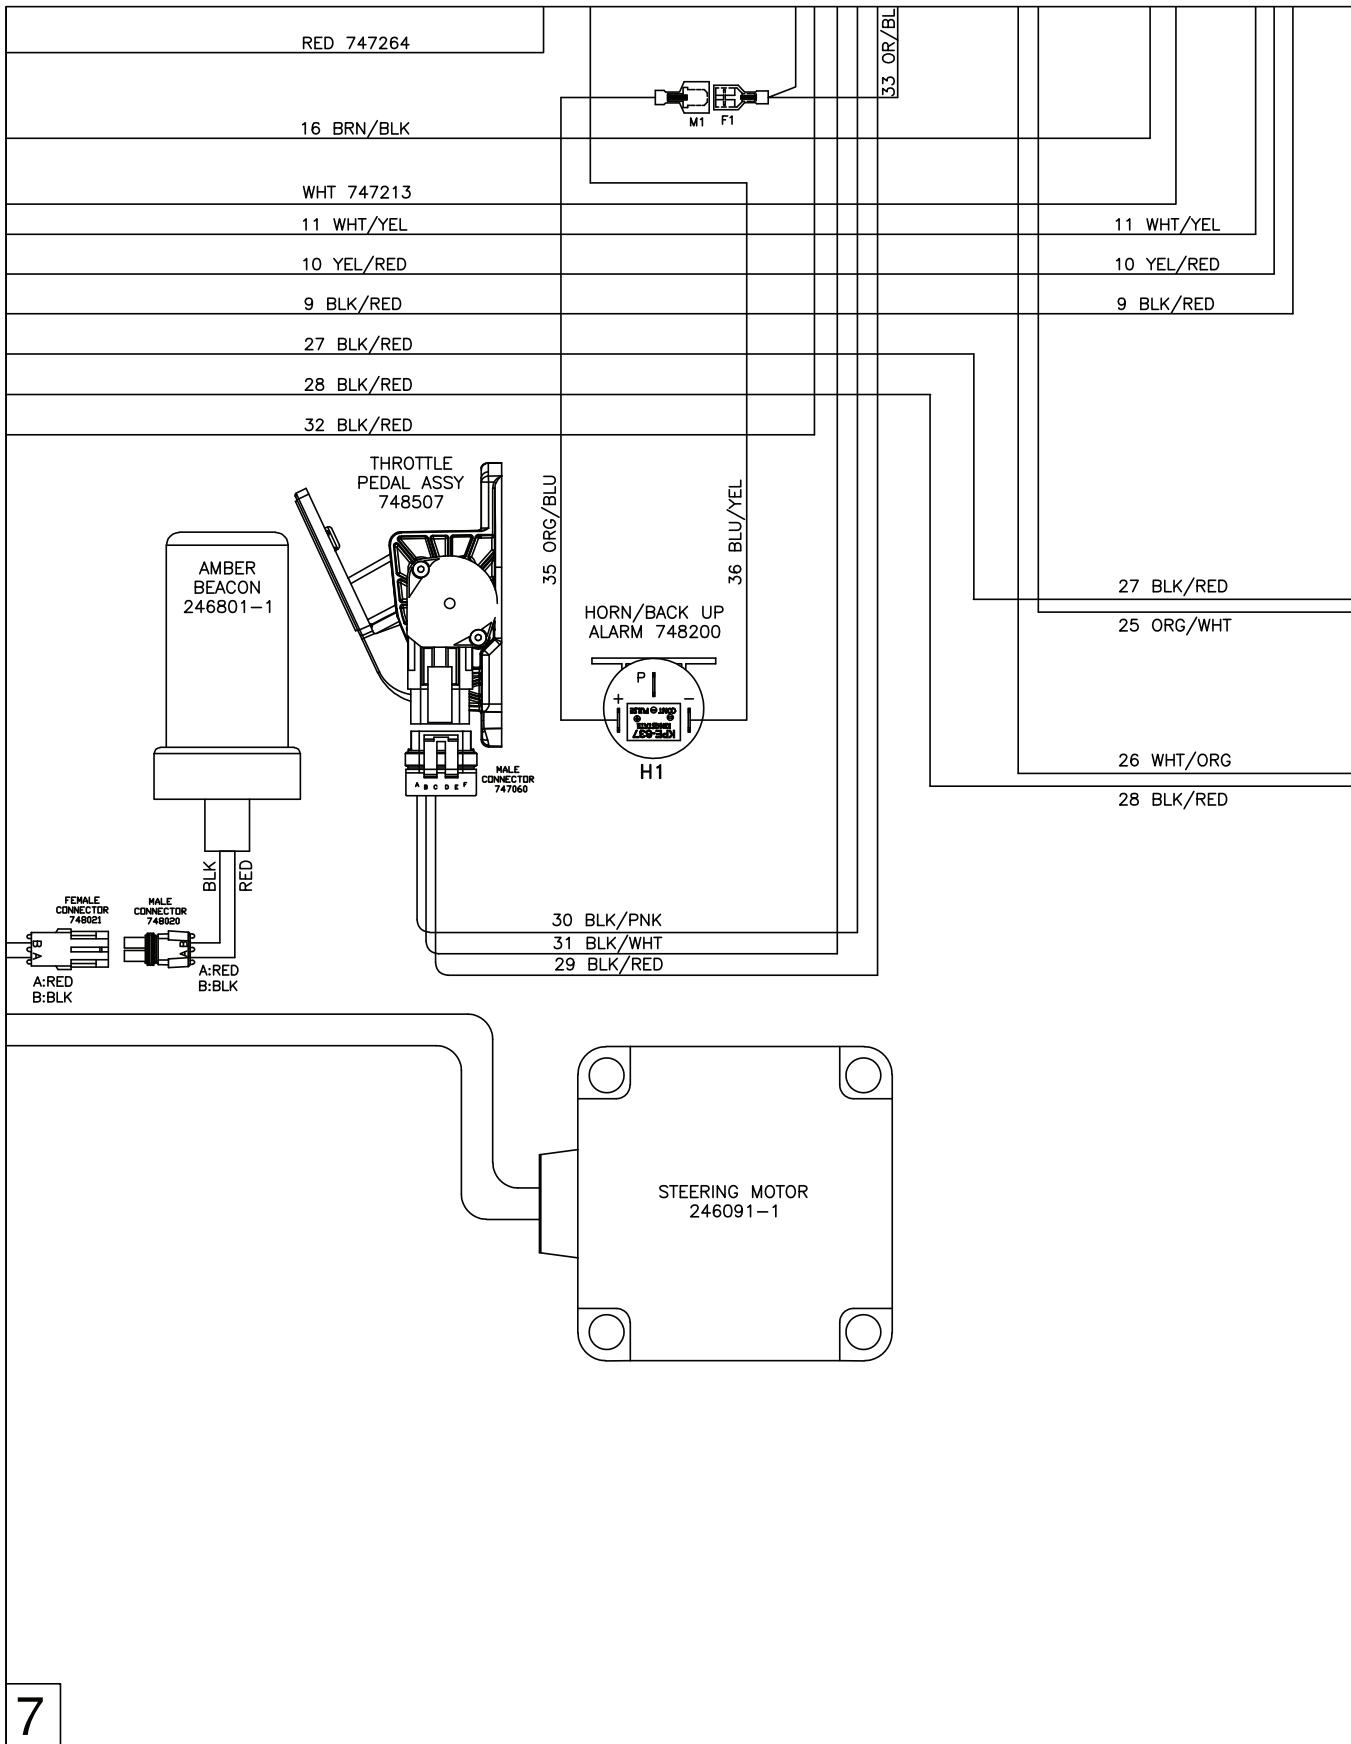 RED 747264
33 OR/BL
M1 F1
16 BRN/BLK
WHT 747213
11 WHT/YEL 11 WHT/YEL
10 YEL/RED 10 YEL/RED
9 BLK/RED 9 BLK/RED
27 BLK/RED
28 BLK/RED
32 BLK/RED
THROTTLE
PEDAL ASSY
748507
35 ORG/BLU
36 BLU/YEL
AMBER
BEACON
246801-1
HORN/BACK UP
ALARM 748200
27 BLK/RED
25 ORG/WHT
P
+ -
CONT PULSE
KINGSTATE
KPE-637
H1
26 WHT/ORG
28 BLK/RED
MALE
CONNECTOR
747060
A B C D E F
BLK
RED
FEMALE
CONNECTOR
748021
MALE
CONNECTOR
748020
B
A
B
A
A:RED
B:BLK
A:RED
B:BLK
30 BLK/PNK
31 BLK/WHT
29 BLK/RED
STEERING MOTOR
246091-1
7